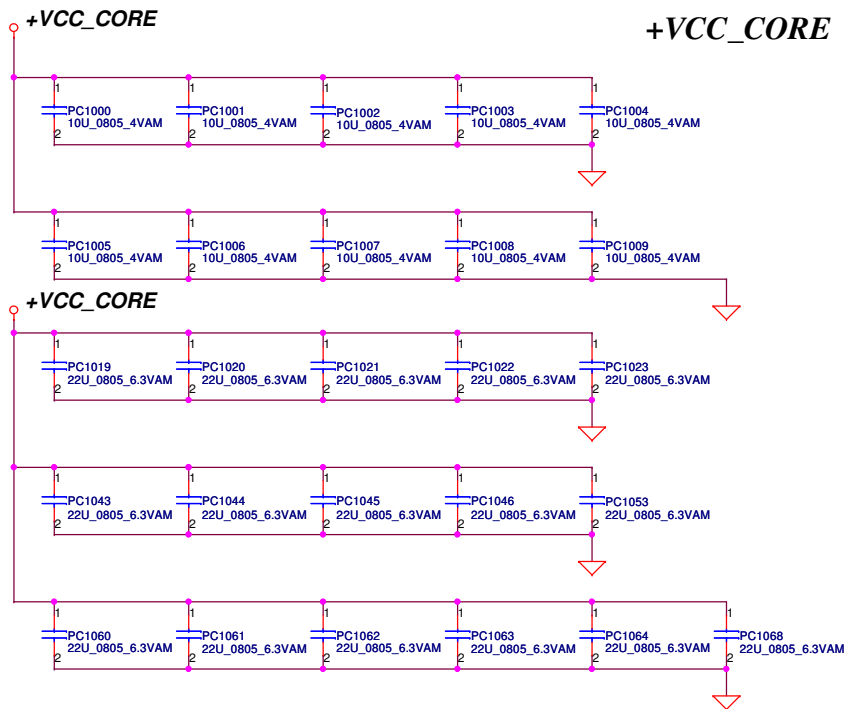 +VCC_CORE
+VCC_CORE
1 1 1 1 1
PC1000 PC1001 PC1002 PC1003 PC1004
10U_0805_4VAM 10U_0805_4VAM 10U_0805_4VAM 10U_0805_4VAM 10U_0805_4VAM
2 2 2 2 2
1 1 1 1 1
PC1005 PC1006 PC1007 PC1008 PC1009
10U_0805_4VAM 10U_0805_4VAM 10U_0805_4VAM 10U_0805_4VAM 10U_0805_4VAM
2 2 2 2 2
+VCC_CORE
1 1 1 1 1
PC1019 PC1020 PC1021 PC1022 PC1023
22U_0805_6.3VAM 22U_0805_6.3VAM 22U_0805_6.3VAM 22U_0805_6.3VAM 22U_0805_6.3VAM
2 2 2 2 2
1 1 1 1 1
PC1043 PC1044 PC1045 PC1046 PC1053
22U_0805_6.3VAM 22U_0805_6.3VAM 22U_0805_6.3VAM 22U_0805_6.3VAM 22U_0805_6.3VAM
2 2 2 2 2
1 1 1 1 1 1
PC1060 PC1061 PC1062 PC1063 PC1064 PC1068
22U_0805_6.3VAM 22U_0805_6.3VAM 22U_0805_6.3VAM 22U_0805_6.3VAM 22U_0805_6.3VAM 22U_0805_6.3VAM
2 2 2 2 2 2